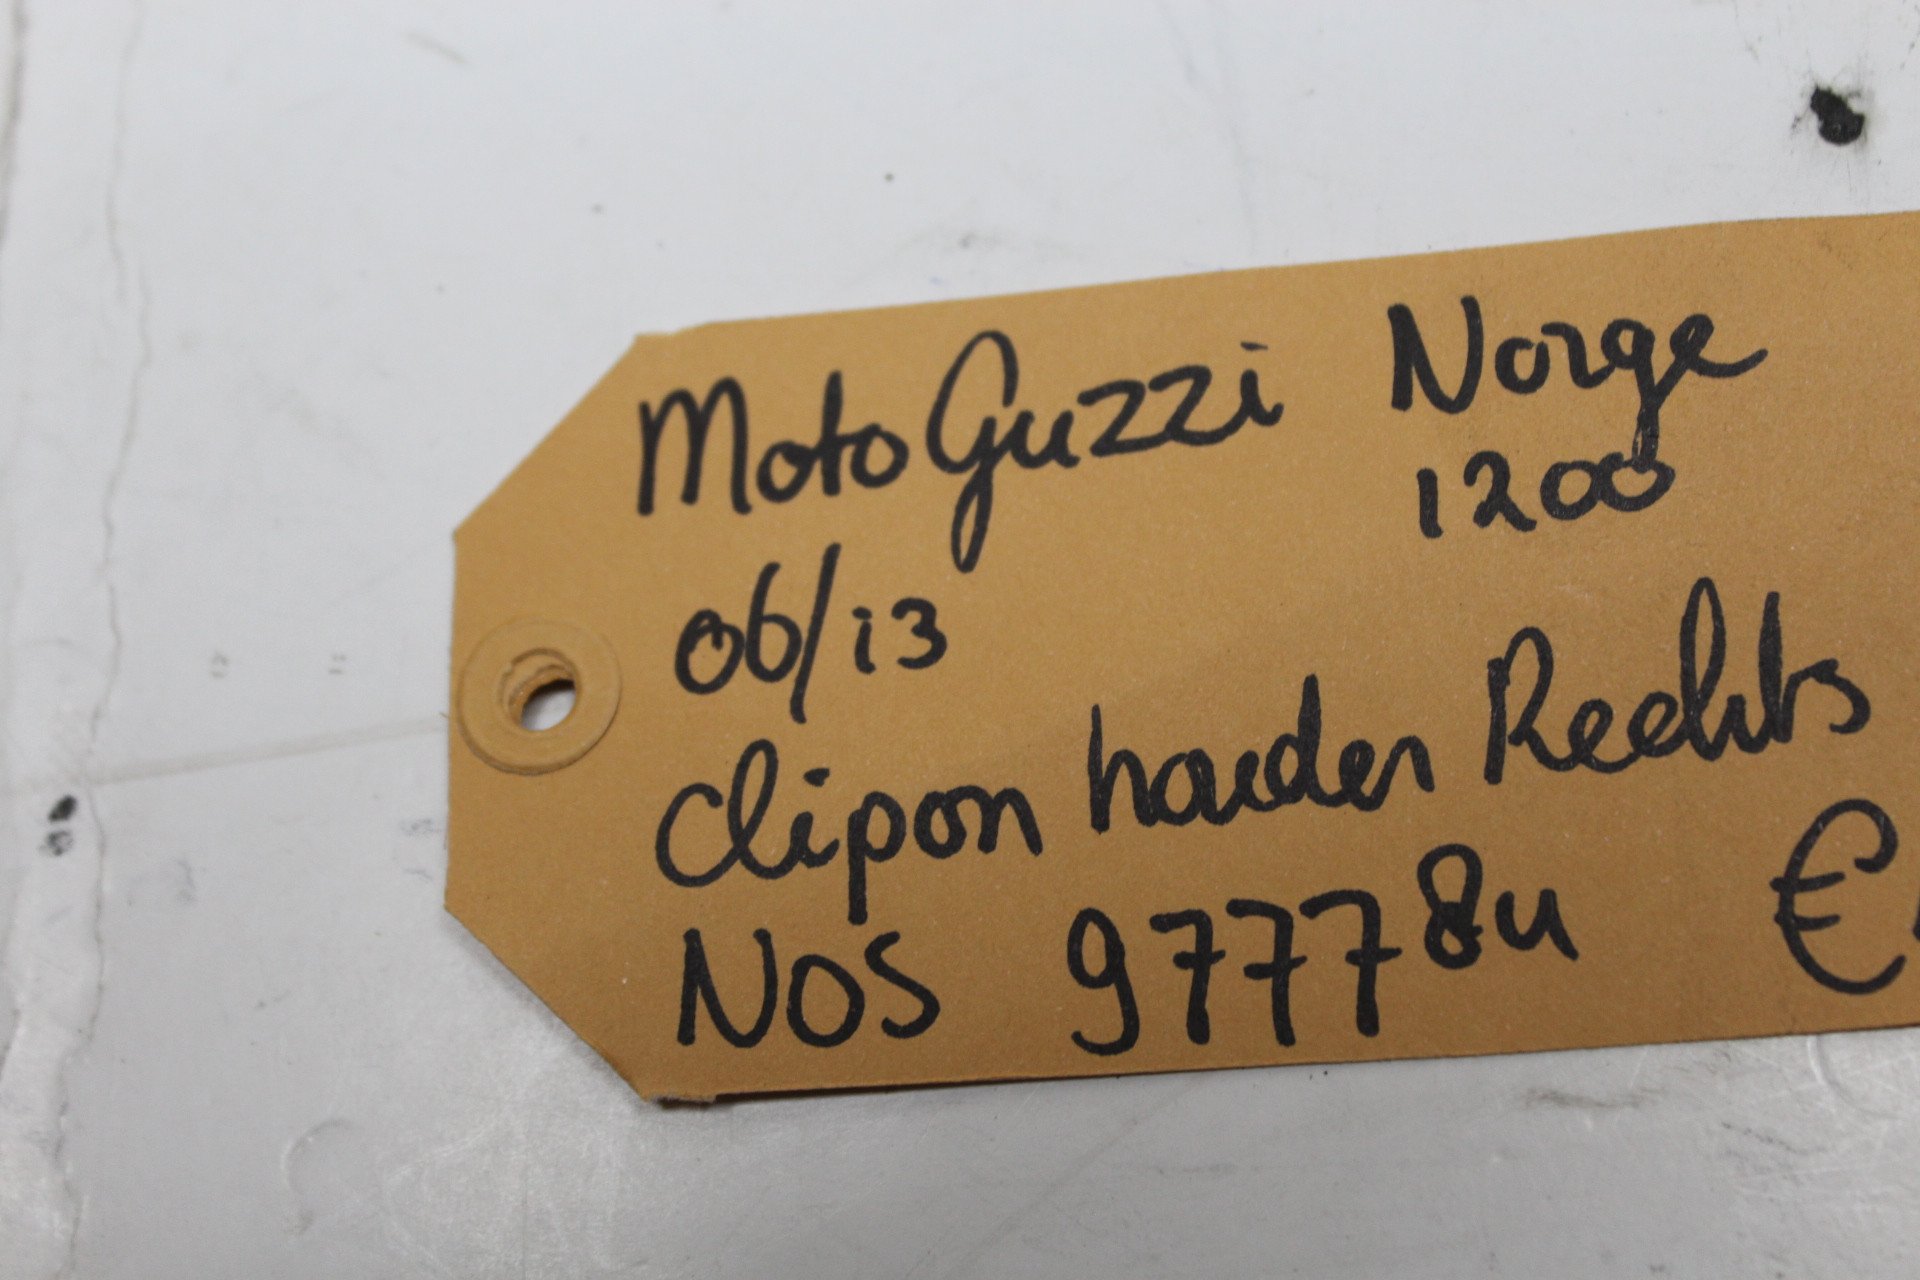 Moto Guzzi Norge
1200
06/13
Clipon houder Rechts
NOS 977784 €